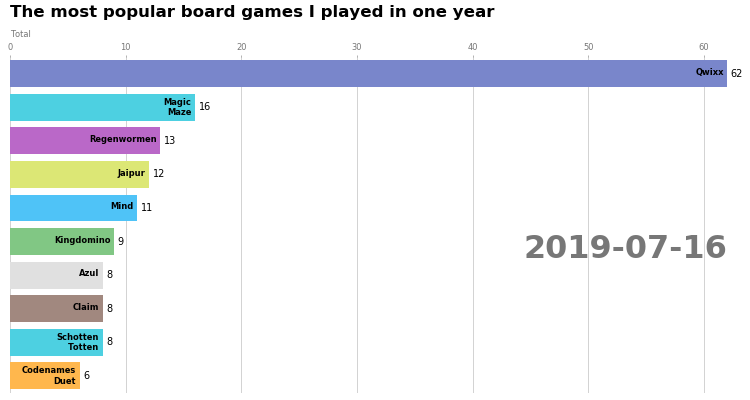 The most popular board games I played in one year
Total
0 10 20 30 40 50 60
Qwixx 62
Magic
Maze 16
Regenwormen 13
Jaipur 12
Mind 11
Kingdomino 9
2019-07-16
Azul 8
Claim 8
Schotten
Totten 8
Codenames
Duet 6